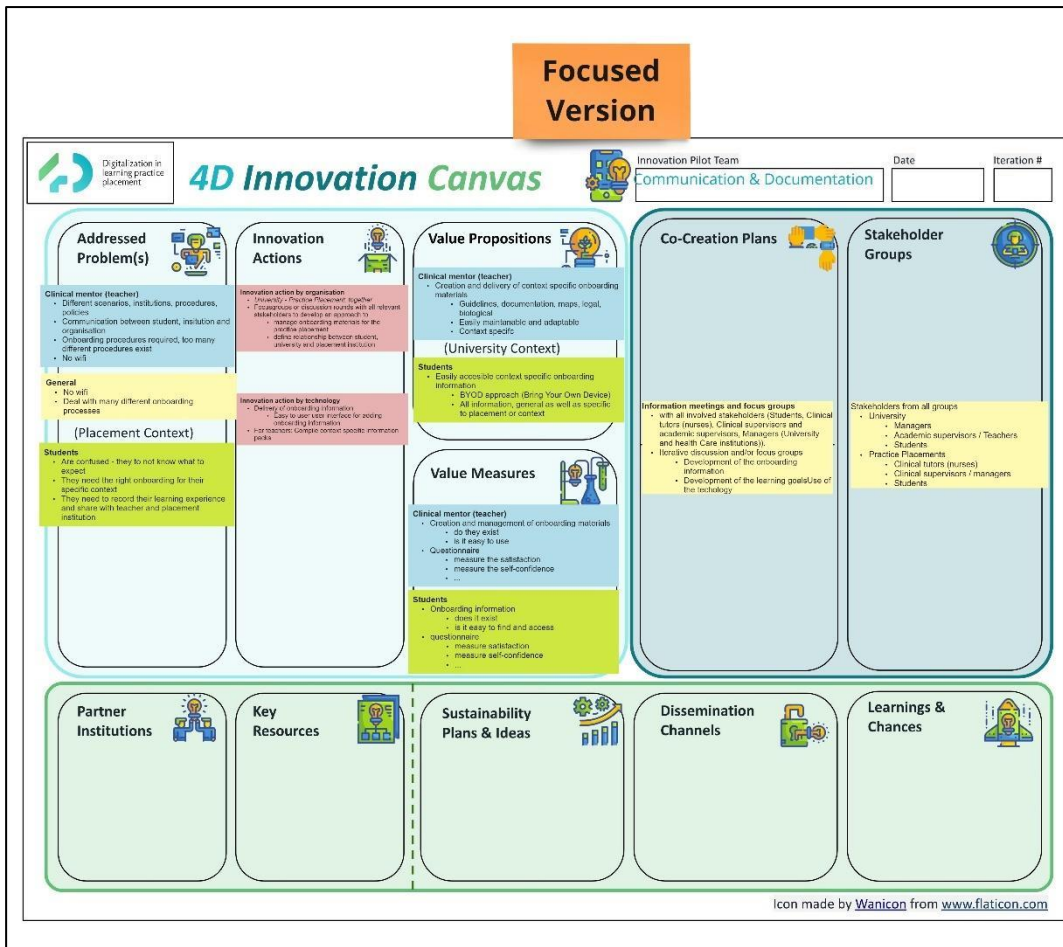 Focused
Version
Digitalization in
learning practice
placement
4D Innovation Canvas
Innovation Pilot Team
Communication & Documentation
Date
Iteration #
Addressed
Problem(s)
Clinical mentor (teacher)
• Different scenarios, institutions, procedures,
policies
• Communication between student, insitution and
organisation
• Onboarding procedures required, too many
different procedures exist
• No wifi
General
• No wifi
• Deal with many different onboarding
processes
(Placement Context)
Students
• Are confused - they to not know what to
expect
• They need the right onboarding for their
specific context
• They need to record their learning experience
and share with teacher and placement
institution
Innovation
Actions
Innovation action by organisation
• University - Practice Placement: together
• Focusgroups or discussion rounds with all relevant
stakeholders to develop an approach to
• manage onboarding materials for the
practice placement
• define relationship between student,
university and placement institution
Innovation action by technology
• Delivery of onboarding information
• Easy to user user interface for adding
onboarding information
• For teachers: Compile context specific information
packs
Value Propositions
Clinical mentor (teacher)
• Creation and delivery of context specific onboarding
materials
• Guidelines, documentation, maps, legal,
biological
• Easily maintanable and adaptable
• Context specifc
(University Context)
Students
• Easily accesible context specific onboarding
information
• BYOD approach (Bring Your Own Device)
• All information, general as well as specific
to placement or context
Value Measures
Clinical mentor (teacher)
• Creation and management of onboarding materials
• do they exist
• is it easy to use
• Questionnaire
• measure the satisfaction
• measure the self-confidence
• ...
Students
• Onboarding information
• does it exist
• is it easy to find and access
• questionnaire
• measure satisfaction
• measure self-confidence
• ...
Co-Creation Plans
Information meetings and focus groups
• with all involved stakeholders (Students, Clinical
tutors (nurses), Clinical supervisors and
academic supervisors, Managers (University
and health Care institutions)).
• Iterative discussion and/or focus groups
• Development of the onboarding
information
• Development of the learning goalsUse of
the techology
Stakeholder
Groups
Stakeholders from all groups
• University
• Managers
• Academic supervisors / Teachers
• Students
• Practice Placements
• Clinical tutors (nurses)
• Clinical supervisors / managers
• Students
Partner
Institutions
Key
Resources
Sustainability
Plans & Ideas
Dissemination
Channels
Learnings &
Chances
Icon made by Wanicon from www.flaticon.com